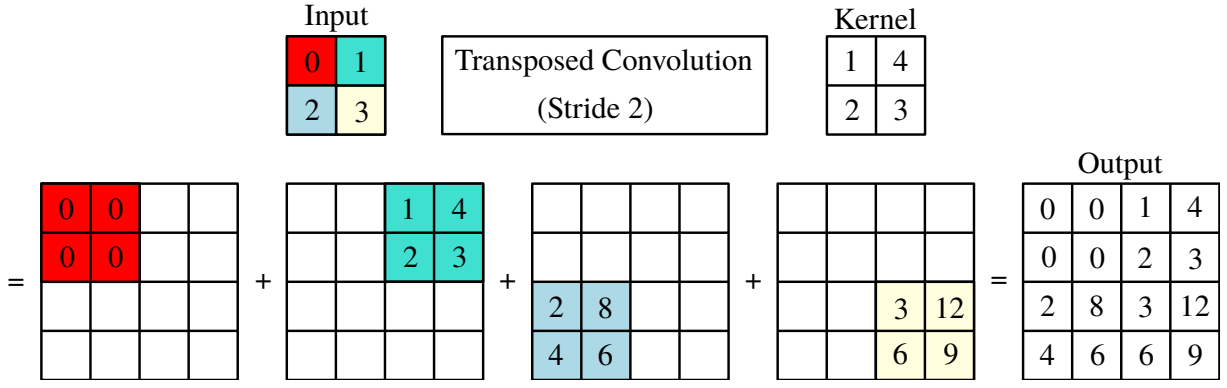 Input
Kernel
0 1
2 3
Transposed Convolution
(Stride 2)
1 4
2 3
Output
0 0
0 0
1 4
2 3
2 8
4 6
3 12
6 9
= + + + =
0 0 1 4
0 0 2 3
2 8 3 12
4 6 6 9